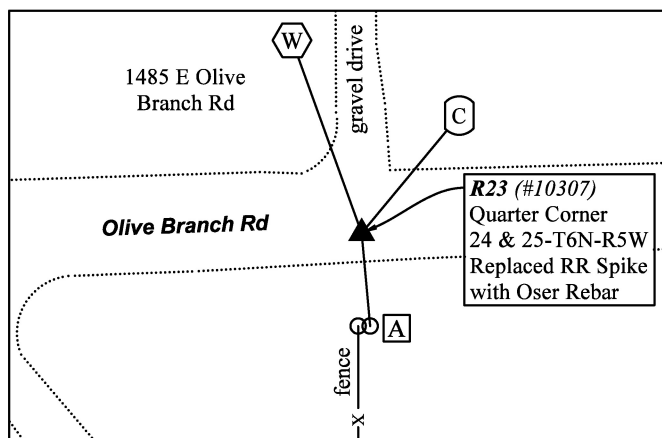 W
1485 E Olive
Branch Rd
gravel drive
C
R23 (#10307)
Quarter Corner
24 & 25-T6N-R5W
Replaced RR Spike
with Oser Rebar
Olive Branch Rd
A
fence
x